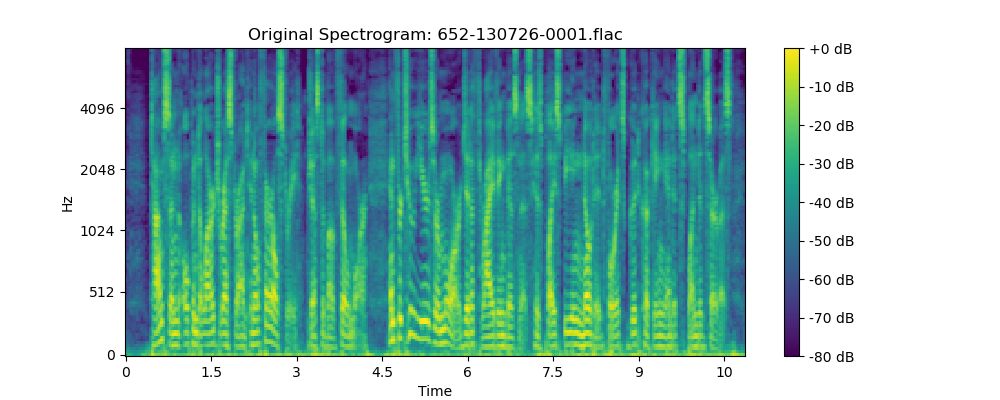 Original Spectrogram: 652-130726-0001.flac
Hz
4096
2048
1024
512
0
0 1.5 3 4.5 6 7.5 9 10
Time
+0 dB
-10 dB
-20 dB
-30 dB
-40 dB
-50 dB
-60 dB
-70 dB
-80 dB